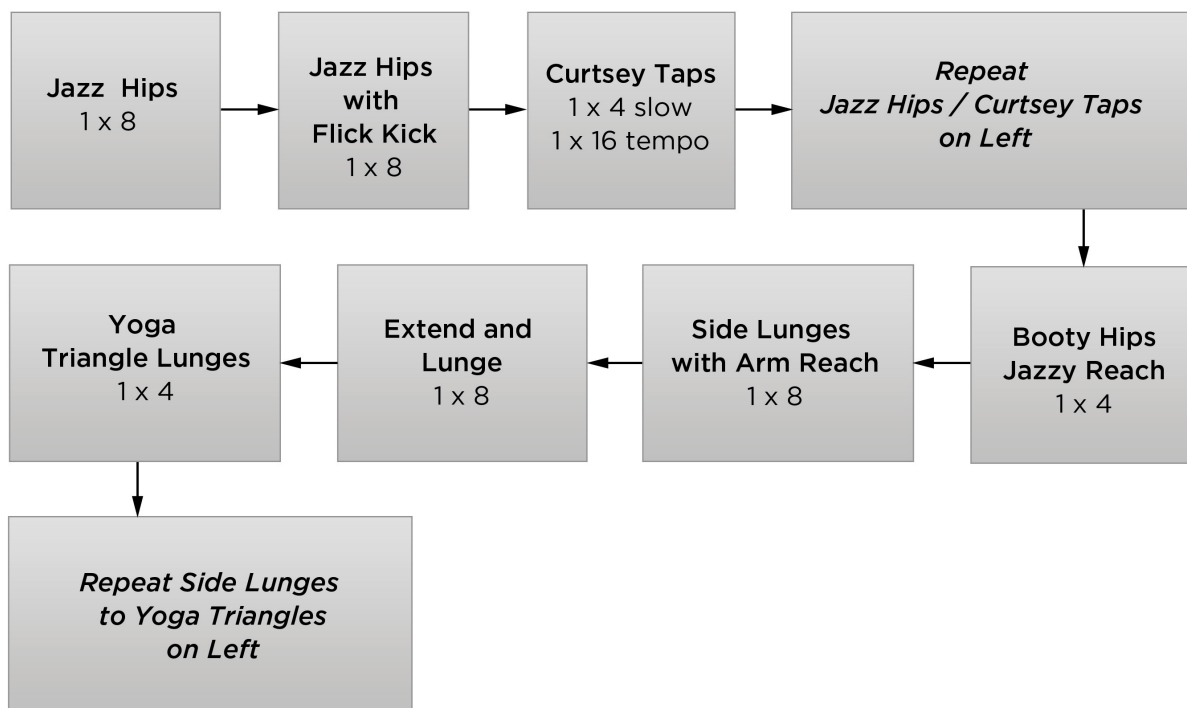 Jazz Hips
1 x 8
Jazz Hips
with
Flick Kick
1 x 8
Curtsey Taps
1 x 4 slow
1 x 16 tempo
Repeat
Jazz Hips / Curtsey Taps
on Left
Booty Hips
Jazzy Reach
1 x 4
Side Lunges
with Arm Reach
1 x 8
Extend and
Lunge
1 x 8
Yoga
Triangle Lunges
1 x 4
Repeat Side Lunges
to Yoga Triangles
on Left